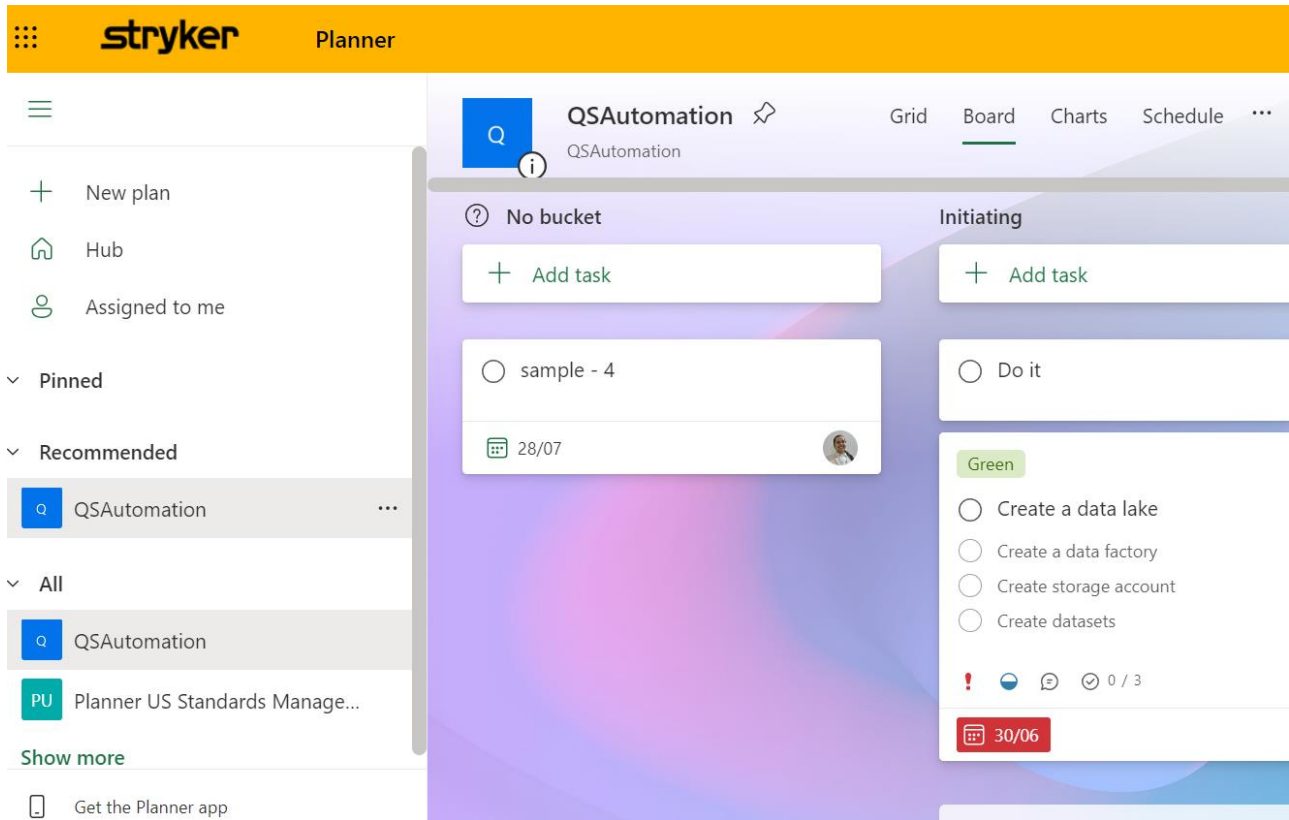 stryker Planner
New plan
Hub
Assigned to me
Pinned
Recommended
Q QSAutomation
All
Q QSAutomation
PU Planner US Standards Manage...
Show more
Get the Planner app
Q QSAutomation Grid Board Charts Schedule ...
QSAutomation
No bucket
Add task
sample - 4
28/07
Initiating
Add task
Do it
Green
Create a data lake
Create a data factory
Create storage account
Create datasets
0 / 3
30/06